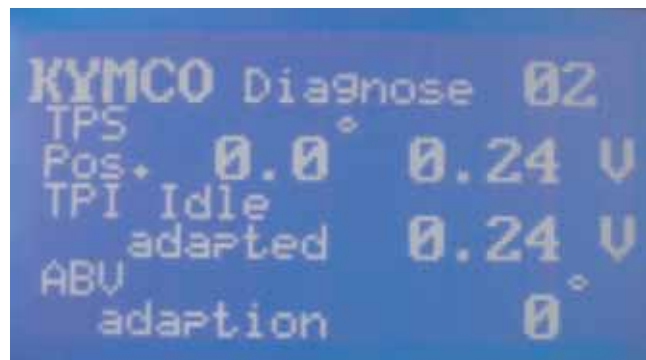 KYMCO Diagnose 02
TPS
Pos. 0.0° 0.24 V
TPI Idle
adapted 0.24 V
ABV
adaption 0°